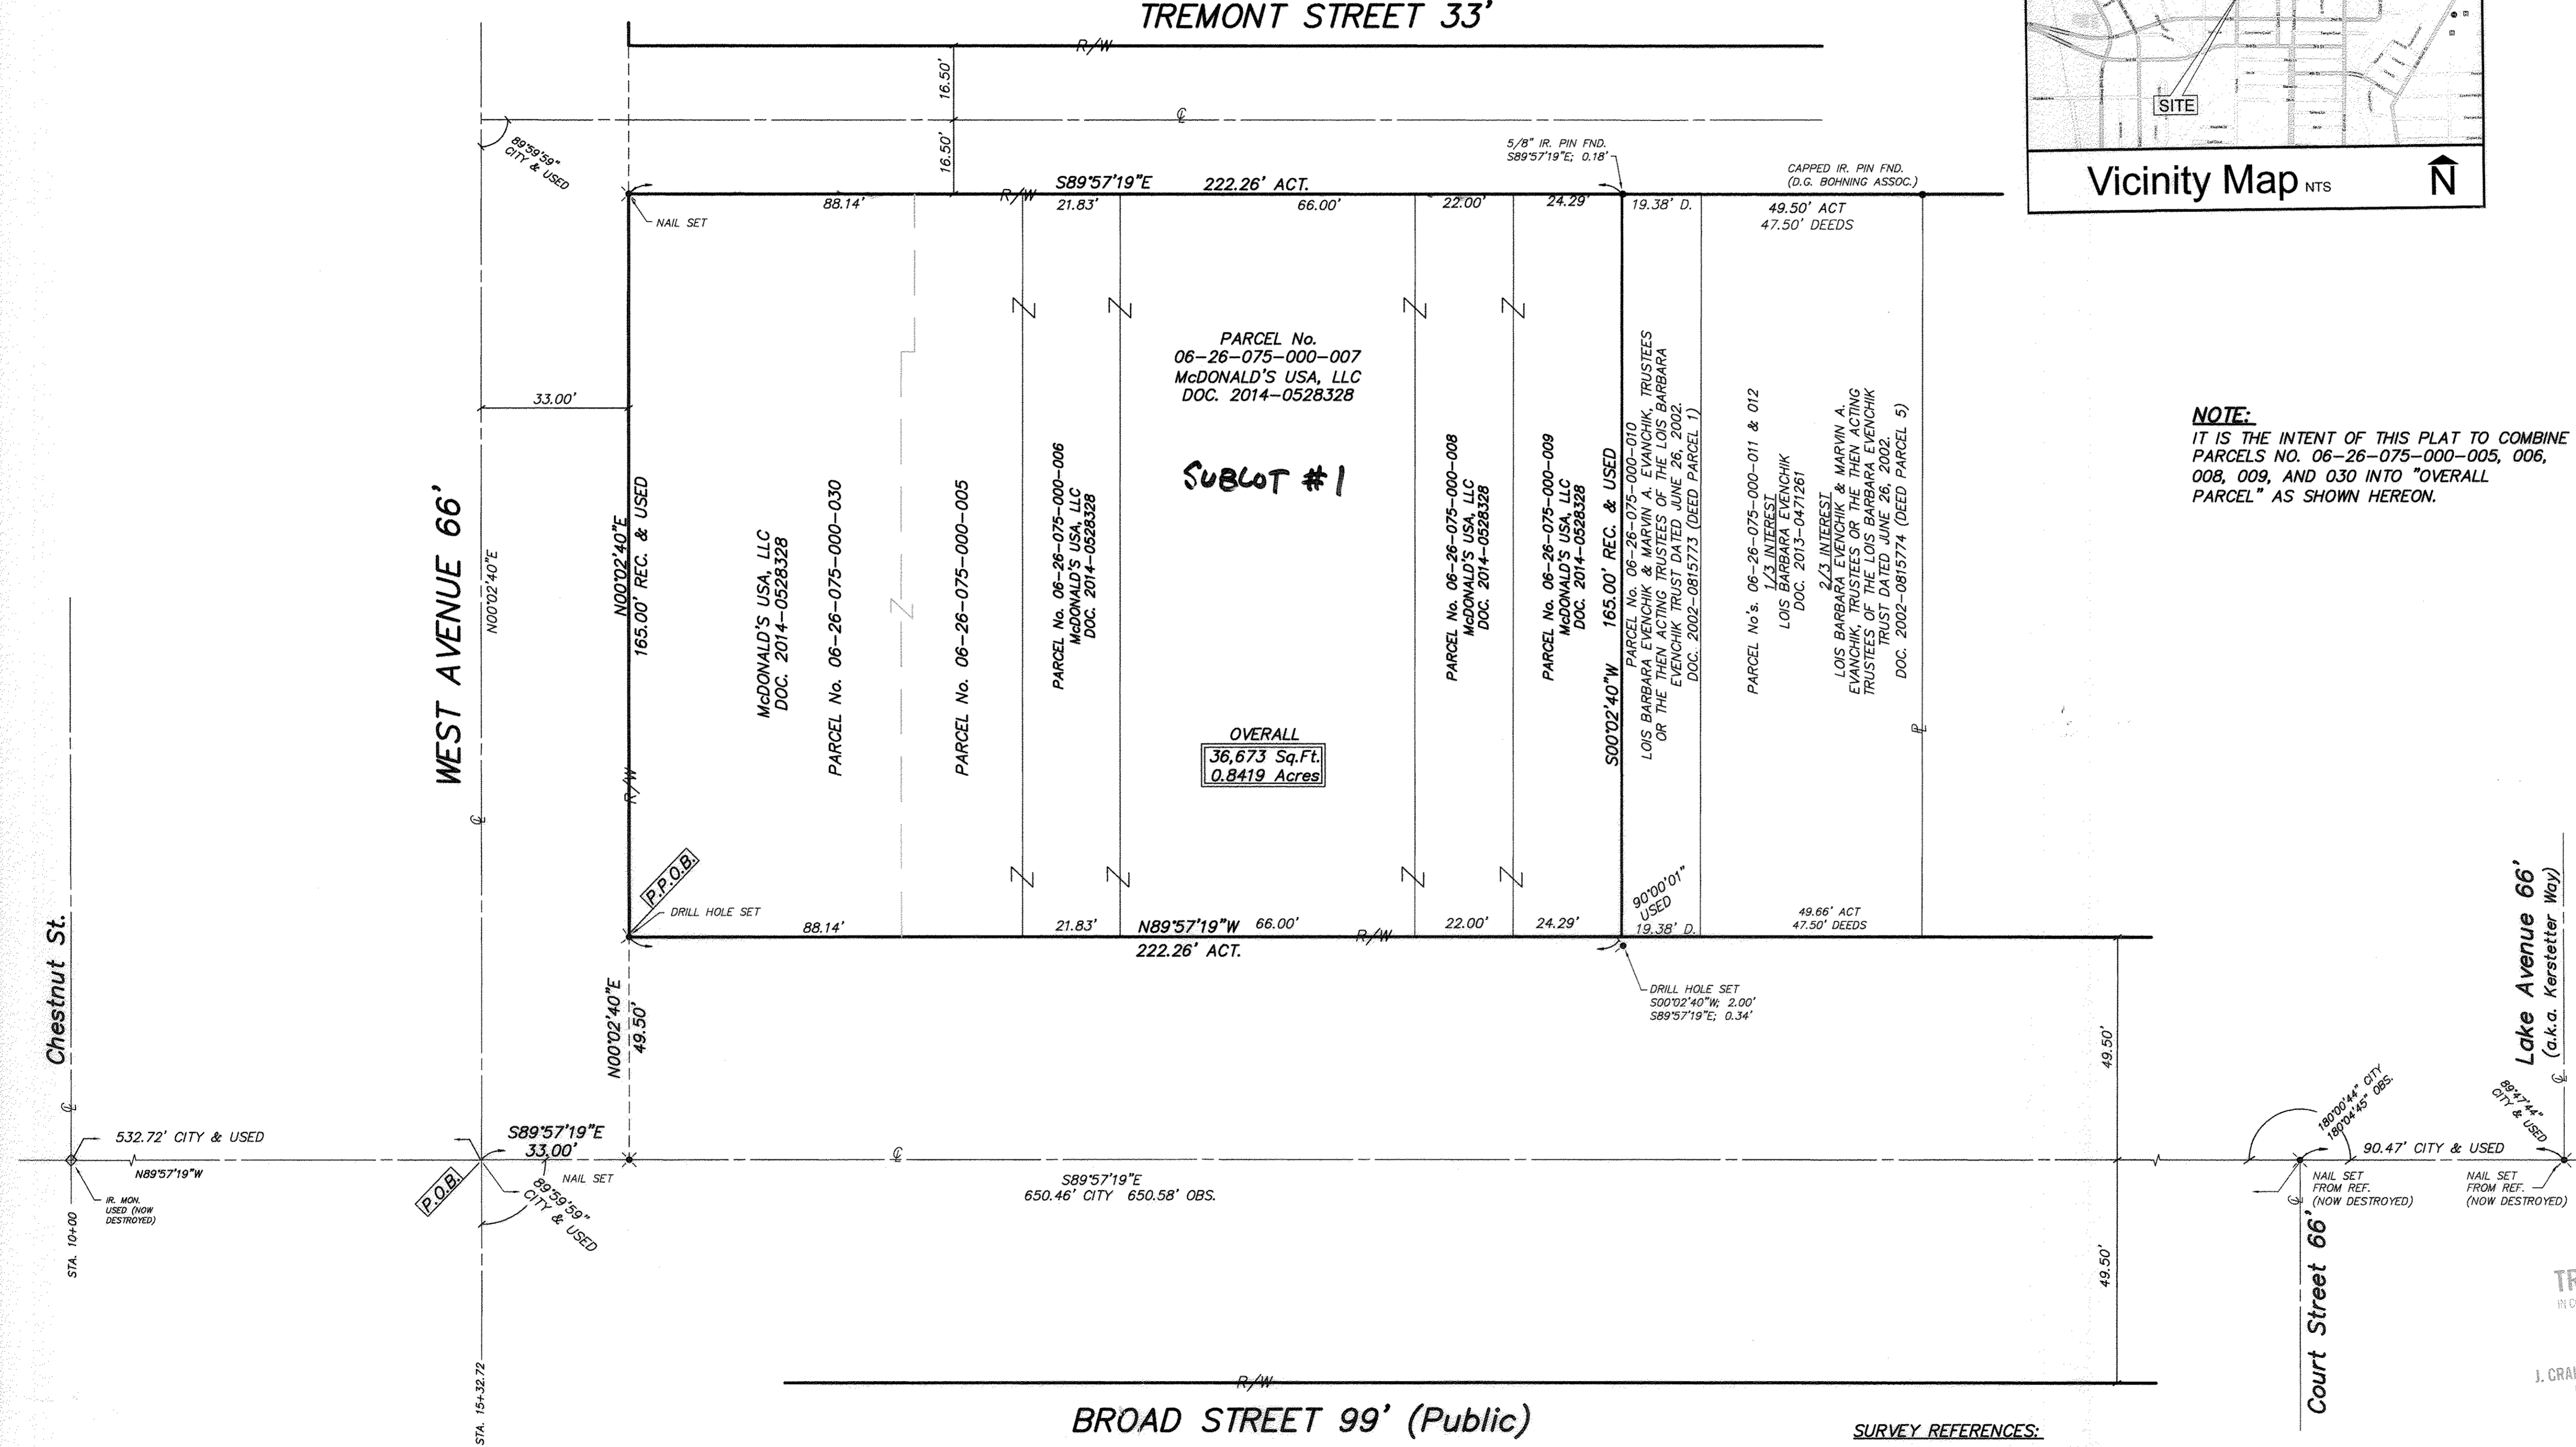 TREMONT STREET 33'
R/W
16.50'
16.50'
℄
89°59'59"
CITY & USED
5/8" IR. PIN FND.
S89°57'19"E; 0.18'
CAPPED IR. PIN FND.
(D.G. BOHNING ASSOC.)
SITE
Vicinity Map NTS
N
S89°57'19"E 222.26' ACT.
R/W
88.14'
21.83'
66.00'
22.00'
24.29'
19.38' D.
49.50' ACT
47.50' DEEDS
NAIL SET
33.00'
WEST AVENUE 66'
N00°02'40"E
℄
N00°02'40"E
165.00' REC. & USED
R/W
McDONALD'S USA, LLC
DOC. 2014-0528328
PARCEL No. 06-26-075-000-030
PARCEL No. 06-26-075-000-005
PARCEL No. 06-26-075-000-006
McDONALD'S USA, LLC
DOC. 2014-0528328
PARCEL No.
06-26-075-000-007
McDONALD'S USA, LLC
DOC. 2014-0528328
SUBLOT #1
OVERALL
36,673 Sq.Ft.
0.8419 Acres
PARCEL No. 06-26-075-000-008
McDONALD'S USA, LLC
DOC. 2014-0528328
PARCEL No. 06-26-075-000-009
McDONALD'S USA, LLC
DOC. 2014-0528328
S00°02'40"W 165.00' REC. & USED
PARCEL No. 06-26-075-000-010
LOIS BARBARA EVENCHIK & MARVIN A. EVANCHIK, TRUSTEES
OR THE THEN ACTING TRUSTEES OF THE LOIS BARBARA
EVENCHIK TRUST DATED JUNE 26, 2002.
DOC. 2002-0815773 (DEED PARCEL 1)
PARCEL No's. 06-26-075-000-011 & 012
1/3 INTEREST
LOIS BARBARA EVENCHIK
DOC. 2013-0471261
2/3 INTEREST
LOIS BARBARA EVENCHIK & MARVIN A.
EVANCHIK, TRUSTEES OR THE THEN ACTING
TRUSTEES OF THE LOIS BARBARA EVENCHIK
TRUST DATED JUNE 26, 2002.
DOC. 2002-0815774 (DEED PARCEL 5)
℄
NOTE:
IT IS THE INTENT OF THIS PLAT TO COMBINE
PARCELS NO. 06-26-075-000-005, 006,
008, 009, AND 030 INTO "OVERALL
PARCEL" AS SHOWN HEREON.
P.P.O.B.
DRILL HOLE SET
88.14'
21.83'
N89°57'19"W 66.00'
R/W
22.00'
24.29'
90°00'01"
USED
19.38' D.
49.66' ACT
47.50' DEEDS
222.26' ACT.
DRILL HOLE SET
S00°02'40"W; 2.00'
S89°57'19"E; 0.34'
N00°02'40"E
49.50'
Chestnut St.
℄
532.72' CITY & USED
N89°57'19"W
IR. MON.
USED (NOW
DESTROYED)
STA. 10+00
S89°57'19"E
33.00'
NAIL SET
P.O.B.
89°59'59"
CITY & USED
STA. 15+32.72
℄
S89°57'19"E
650.46' CITY 650.58' OBS.
49.50'
49.50'
180°00'44" CITY
180°04'45" OBS.
90.47' CITY & USED
NAIL SET
FROM REF.
(NOW DESTROYED)
NAIL SET
FROM REF.
(NOW DESTROYED)
89°47'44"
CITY & USED
℄
℄
Lake Avenue 66'
(a.k.a. Kerstetter Way)
Court Street 66'
R/W
BROAD STREET 99' (Public)
SURVEY REFERENCES:
TR
IN C
J. CRA